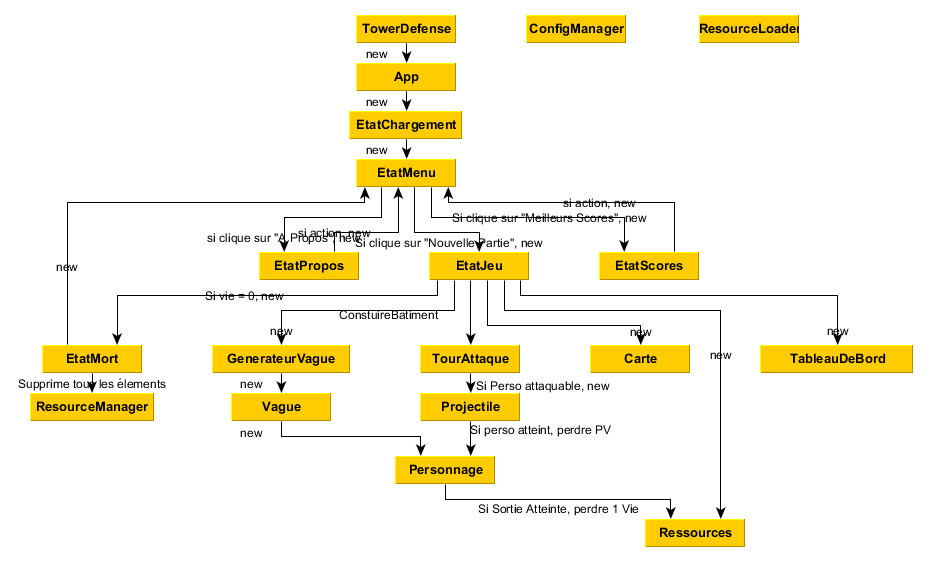 TowerDefense
ConfigManager
ResourceLoader
new
App
new
EtatChargement
new
EtatMenu
si action, new
Si clique sur "Meilleurs Scores", new
si action, new
si clique sur "A Propos", new
Si clique sur "Nouvelle Partie", new
EtatPropos
EtatJeu
EtatScores
new
Si vie = 0, new
ConstuireBatiment
new
new
new
new
EtatMort
GenerateurVague
TourAttaque
Carte
TableauDeBord
Supprime tous les élements
new
Si Perso attaquable, new
ResourceManager
Vague
Projectile
new
Si perso atteint, perdre PV
Personnage
Si Sortie Atteinte, perdre 1 Vie
Ressources